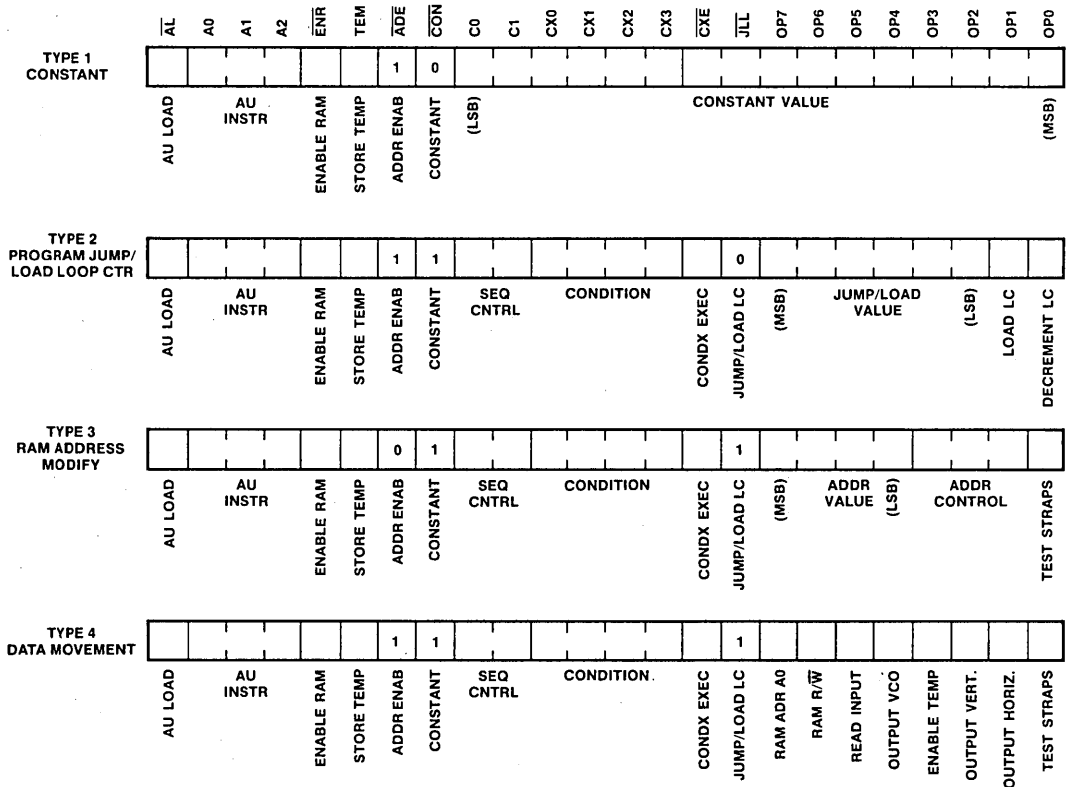 AL A0 A1 A2 ENR TEM ADE CON C0 C1 CX0 CX1 CX2 CX3 CXE JLL OP7 OP6 OP5 OP4 OP3 OP2 OP1 OP0
TYPE 1
CONSTANT
1 0
AU LOAD
AU
INSTR
ENABLE RAM
STORE TEMP
ADDR ENAB
CONSTANT
(LSB)
CONSTANT VALUE
(MSB)
TYPE 2
PROGRAM JUMP/
LOAD LOOP CTR
1 1 0
AU LOAD
AU
INSTR
ENABLE RAM
STORE TEMP
ADDR ENAB
CONSTANT
SEQ
CNTRL
CONDITION
CONDX EXEC
JUMP/LOAD LC
(MSB)
JUMP/LOAD
VALUE
(LSB)
LOAD LC
DECREMENT LC
TYPE 3
RAM ADDRESS
MODIFY
0 1 1
AU LOAD
AU
INSTR
ENABLE RAM
STORE TEMP
ADDR ENAB
CONSTANT
SEQ
CNTRL
CONDITION
CONDX EXEC
JUMP/LOAD LC
(MSB)
ADDR
VALUE
(LSB)
ADDR
CONTROL
TEST STRAPS
TYPE 4
DATA MOVEMENT
1 1 1
AU LOAD
AU
INSTR
ENABLE RAM
STORE TEMP
ADDR ENAB
CONSTANT
SEQ
CNTRL
CONDITION.
CONDX EXEC
JUMP/LOAD LC
RAM ADR A0
RAM R/W
READ INPUT
OUTPUT VCO
ENABLE TEMP
OUTPUT VERT.
OUTPUT HORIZ.
TEST STRAPS